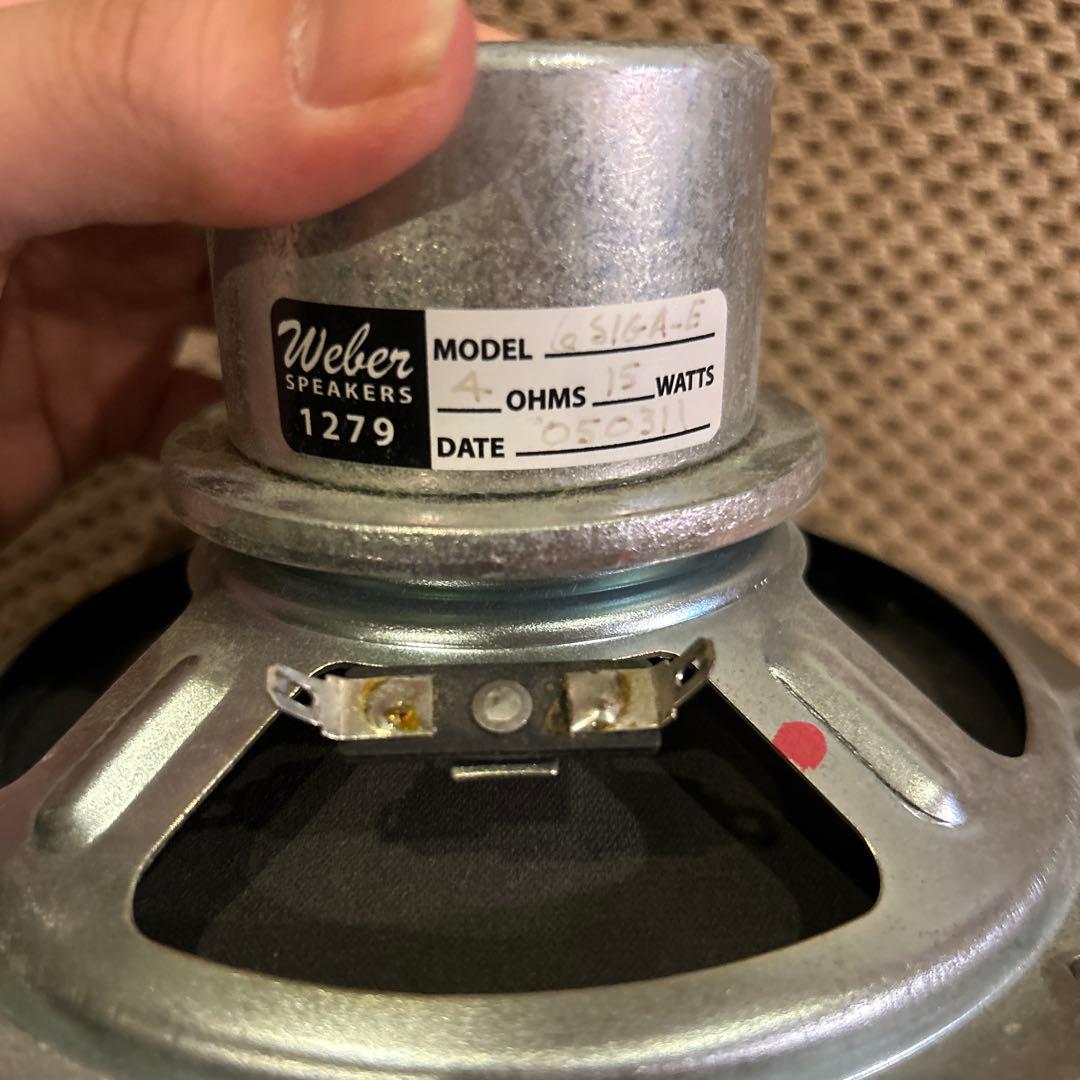 Weber
SPEAKERS
1279
MODEL 6SIGA-E
4 OHMS 15 WATTS
DATE 050311